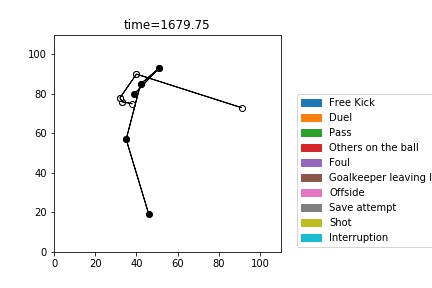 time=1679.75
100
80
60
40
20
0
0 20 40 60 80 100
Free Kick
Duel
Pass
Others on the ball
Foul
Goalkeeper leaving l
Offside
Save attempt
Shot
Interruption